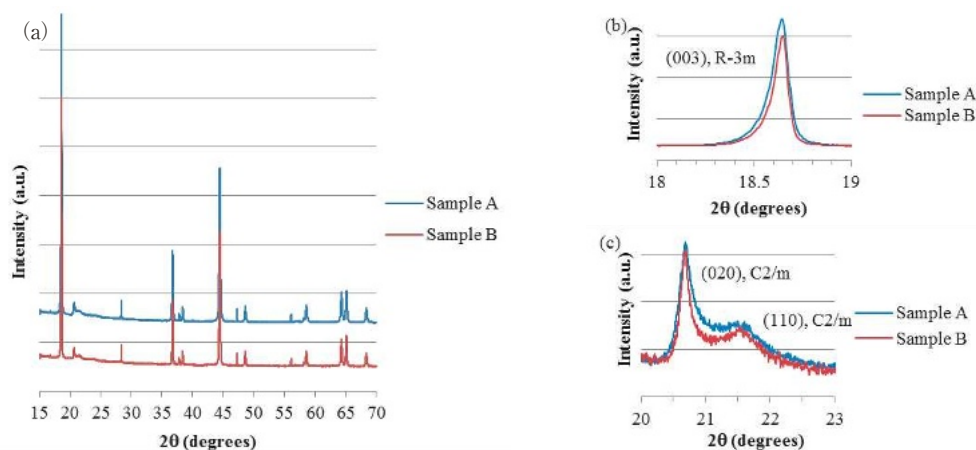 (a)
Intensity (a.u.)
15 20 25 30 35 40 45 50 55 60 65 70
2θ (degrees)
Sample A
Sample B
(b)
Intensity (a.u.)
(003), R-3m
18 18.5 19
2θ (degrees)
Sample A
Sample B
(c)
Intensity (a.u.)
(020), C2/m
(110), C2/m
20 21 22 23
2θ (degrees)
Sample A
Sample B